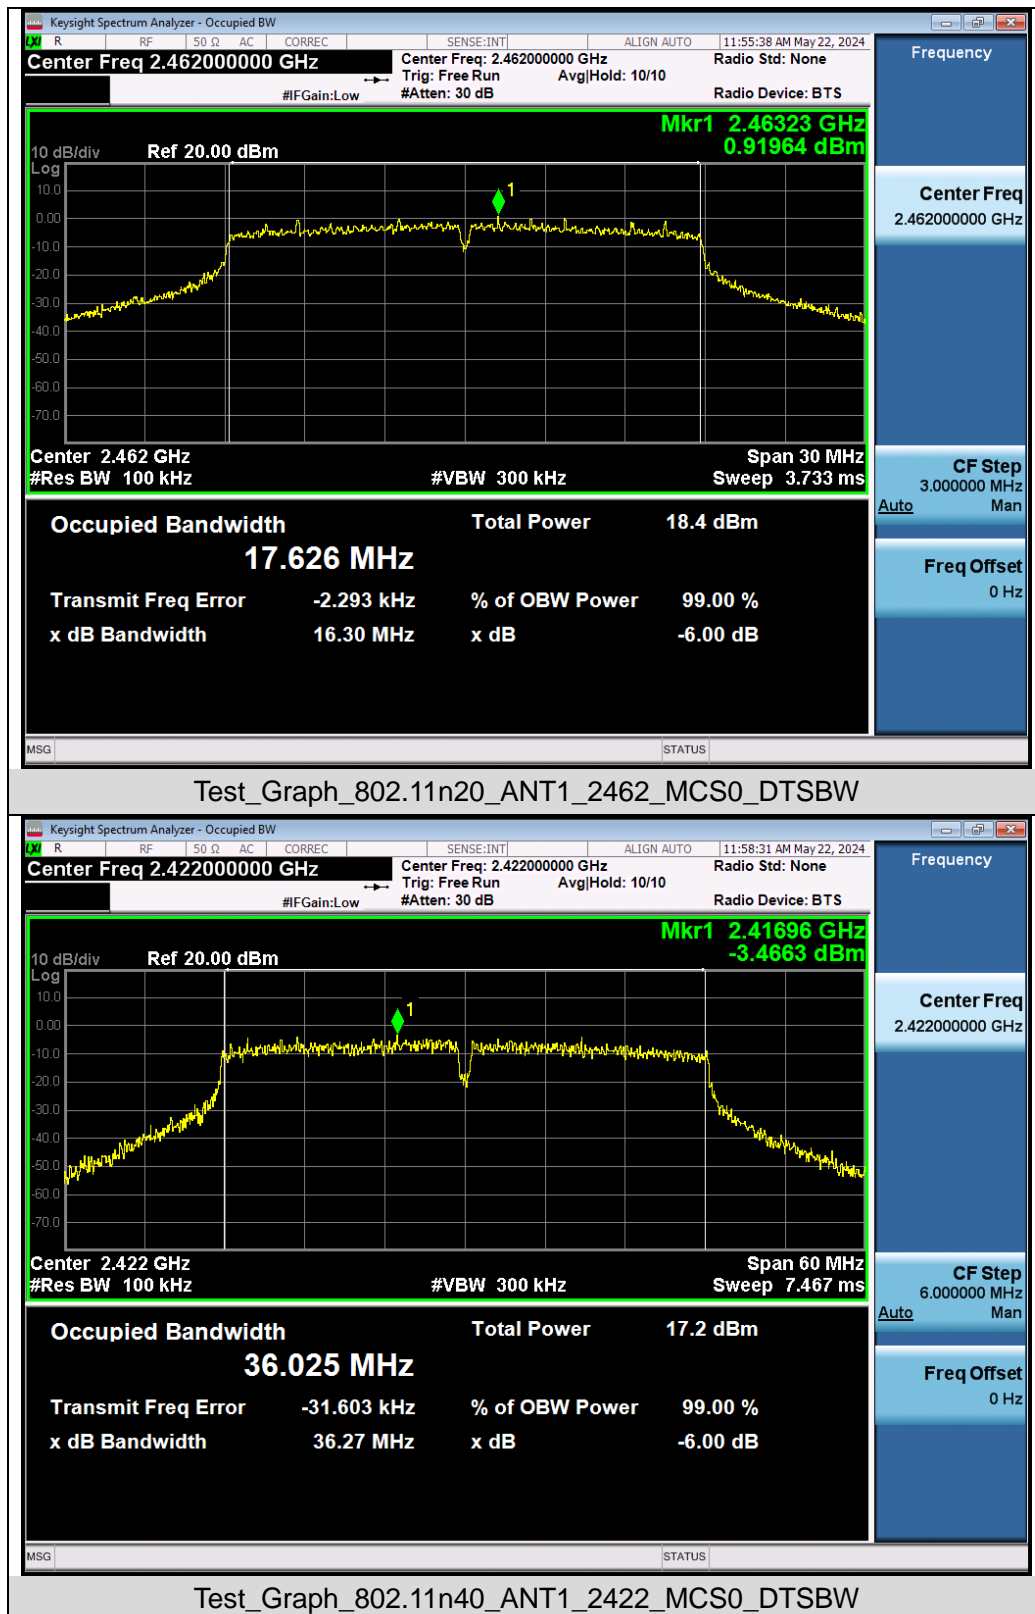 Keysight Spectrum Analyzer - Occupied BW
LXI R RF 50 Ω AC CORREC SENSE:INT ALIGN AUTO 11:55:38 AM May 22, 2024
Center Freq 2.462000000 GHz
Center Freq: 2.462000000 GHz
Radio Std: None
Trig: Free Run Avg|Hold: 10/10
#IFGain:Low
#Atten: 30 dB
Radio Device: BTS
Frequency
Mkr1 2.46323 GHz
0.91964 dBm
10 dB/div Ref 20.00 dBm
Log
10.0
1
0.00
-10.0
-20.0
-30.0
-40.0
-50.0
-60.0
-70.0
Center 2.462 GHz
Span 30 MHz
#Res BW 100 kHz
#VBW 300 kHz
Sweep 3.733 ms
Center Freq
2.462000000 GHz
CF Step
3.000000 MHz
Auto Man
Freq Offset
0 Hz
Occupied Bandwidth
17.626 MHz
Total Power 18.4 dBm
Transmit Freq Error -2.293 kHz
% of OBW Power 99.00 %
x dB Bandwidth 16.30 MHz
x dB -6.00 dB
MSG STATUS
Test_Graph_802.11n20_ANT1_2462_MCS0_DTSBW
Keysight Spectrum Analyzer - Occupied BW
LXI R RF 50 Ω AC CORREC SENSE:INT ALIGN AUTO 11:58:31 AM May 22, 2024
Center Freq 2.422000000 GHz
Center Freq: 2.422000000 GHz
Radio Std: None
Trig: Free Run Avg|Hold: 10/10
#IFGain:Low
#Atten: 30 dB
Radio Device: BTS
Frequency
Mkr1 2.41696 GHz
-3.4663 dBm
10 dB/div Ref 20.00 dBm
Log
10.0
1
0.00
-10.0
-20.0
-30.0
-40.0
-50.0
-60.0
-70.0
Center 2.422 GHz
Span 60 MHz
#Res BW 100 kHz
#VBW 300 kHz
Sweep 7.467 ms
Center Freq
2.422000000 GHz
CF Step
6.000000 MHz
Auto Man
Freq Offset
0 Hz
Occupied Bandwidth
36.025 MHz
Total Power 17.2 dBm
Transmit Freq Error -31.603 kHz
% of OBW Power 99.00 %
x dB Bandwidth 36.27 MHz
x dB -6.00 dB
MSG STATUS
Test_Graph_802.11n40_ANT1_2422_MCS0_DTSBW